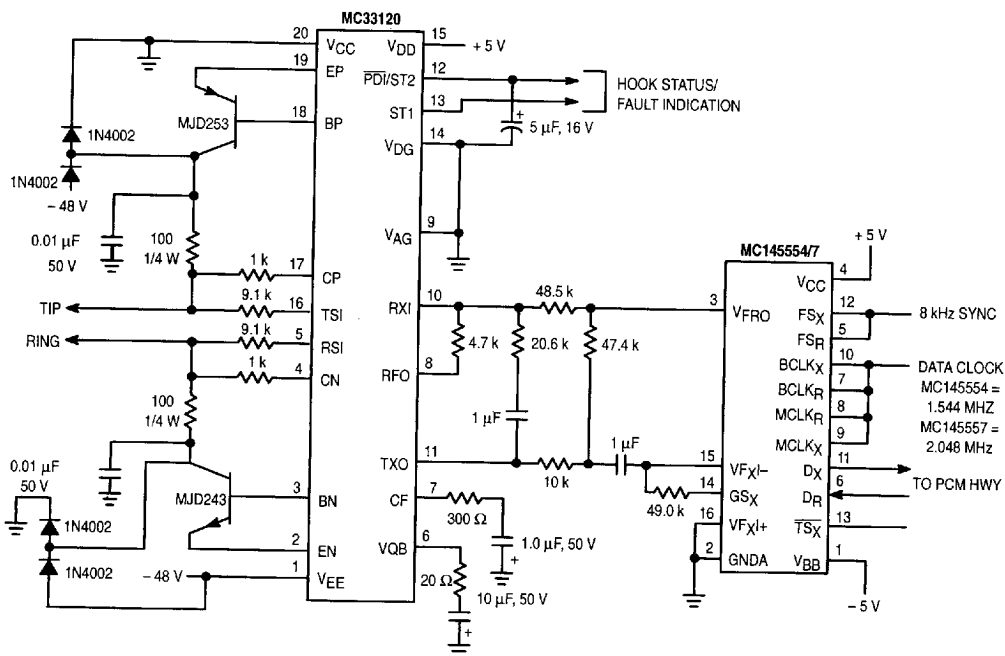 MC33120
20
VCC
19
EP
18
BP
MJD253
1N4002
1N4002
– 48 V
0.01 µF
50 V
100
1/4 W
1 k
17
CP
TIP
9.1 k
16
TSI
RING
9.1 k
5
RSI
1 k
4
CN
100
1/4 W
0.01 µF
50 V
1N4002
1N4002
MJD243
3
BN
2
EN
– 48 V
1
VEE
VDD
15
+ 5 V
PDI/ST2
12
ST1
13
HOOK STATUS/
FAULT INDICATION
+
5 µF, 16 V
VDG
14
VAG
9
RXI
10
48.5 k
4.7 k
20.6 k
47.4 k
RFO
8
1 µF
TXO
11
10 k
1 µF
49.0 k
CF
7
300 Ω
1.0 µF, 50 V
+
VQB
6
20 Ω
10 µF, 50 V
+
MC145554/7
+ 5 V
4
VCC
3
VFRO
12
FSX
5
FSR
8 kHz SYNC
10
BCLKX
7
BCLKR
8
MCLKR
9
MCLKX
DATA CLOCK
MC145554 =
1.544 MHZ
MC145557 =
2.048 MHz
15
VFXI–
11
DX
14
GSX
6
DR
TO PCM HWY
16
VFXI+
13
TSX
2
GNDA
1
VBB
– 5 V